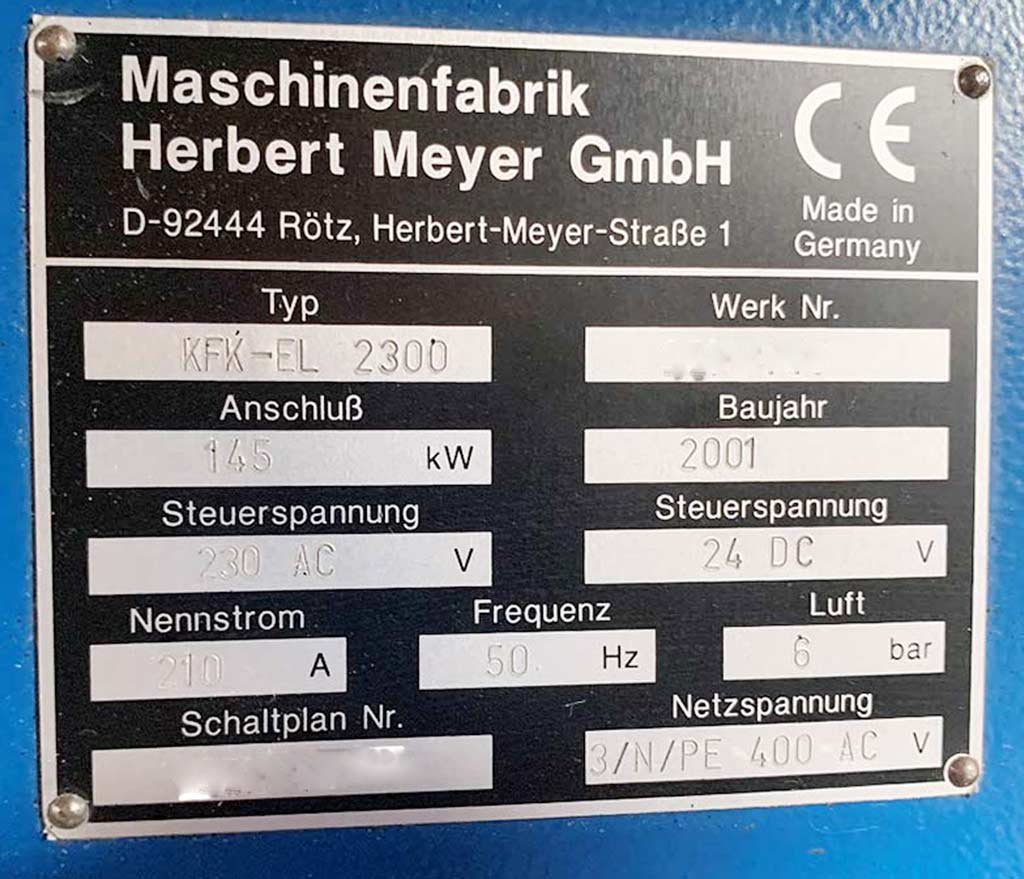 Maschinenfabrik
Herbert Meyer GmbH
D-92444 Rötz, Herbert-Meyer-Straße 1
CE
Made in
Germany
Typ
KFK-EL 2300
Werk Nr.
Anschluß
145 kW
Baujahr
2001
Steuerspannung
230 AC V
Steuerspannung
24 DC V
Nennstrom
210 A
Frequenz
50 Hz
Luft
6 bar
Schaltplan Nr.
Netzspannung
3/N/PE 400 AC V